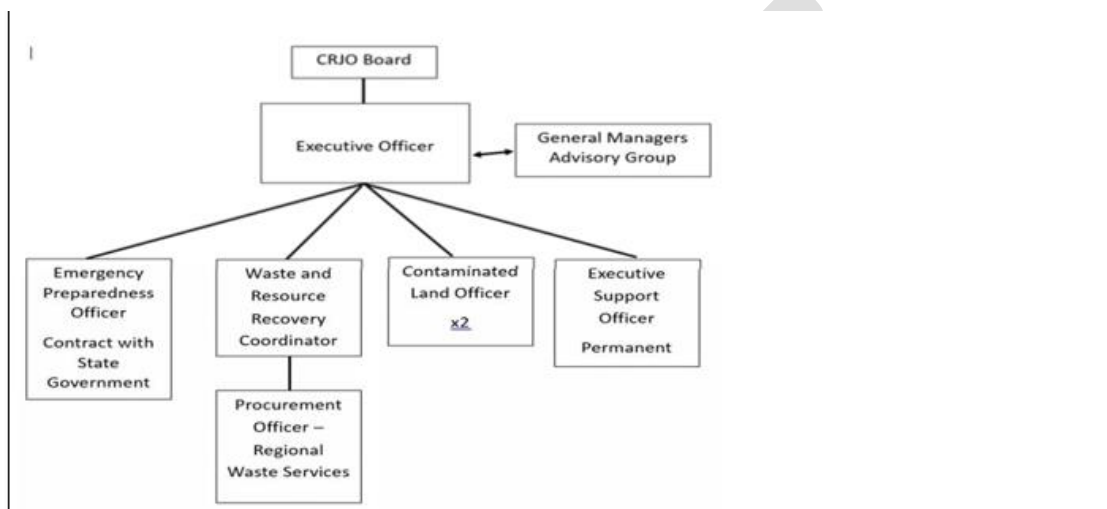 CRJO Board
Executive Officer
General Managers
Advisory Group
Emergency
Preparedness
Officer
Contract with
State
Government
Waste and
Resource
Recovery
Coordinator
Contaminated
Land Officer
x2
Executive
Support
Officer
Permanent
Procurement
Officer –
Regional
Waste Services